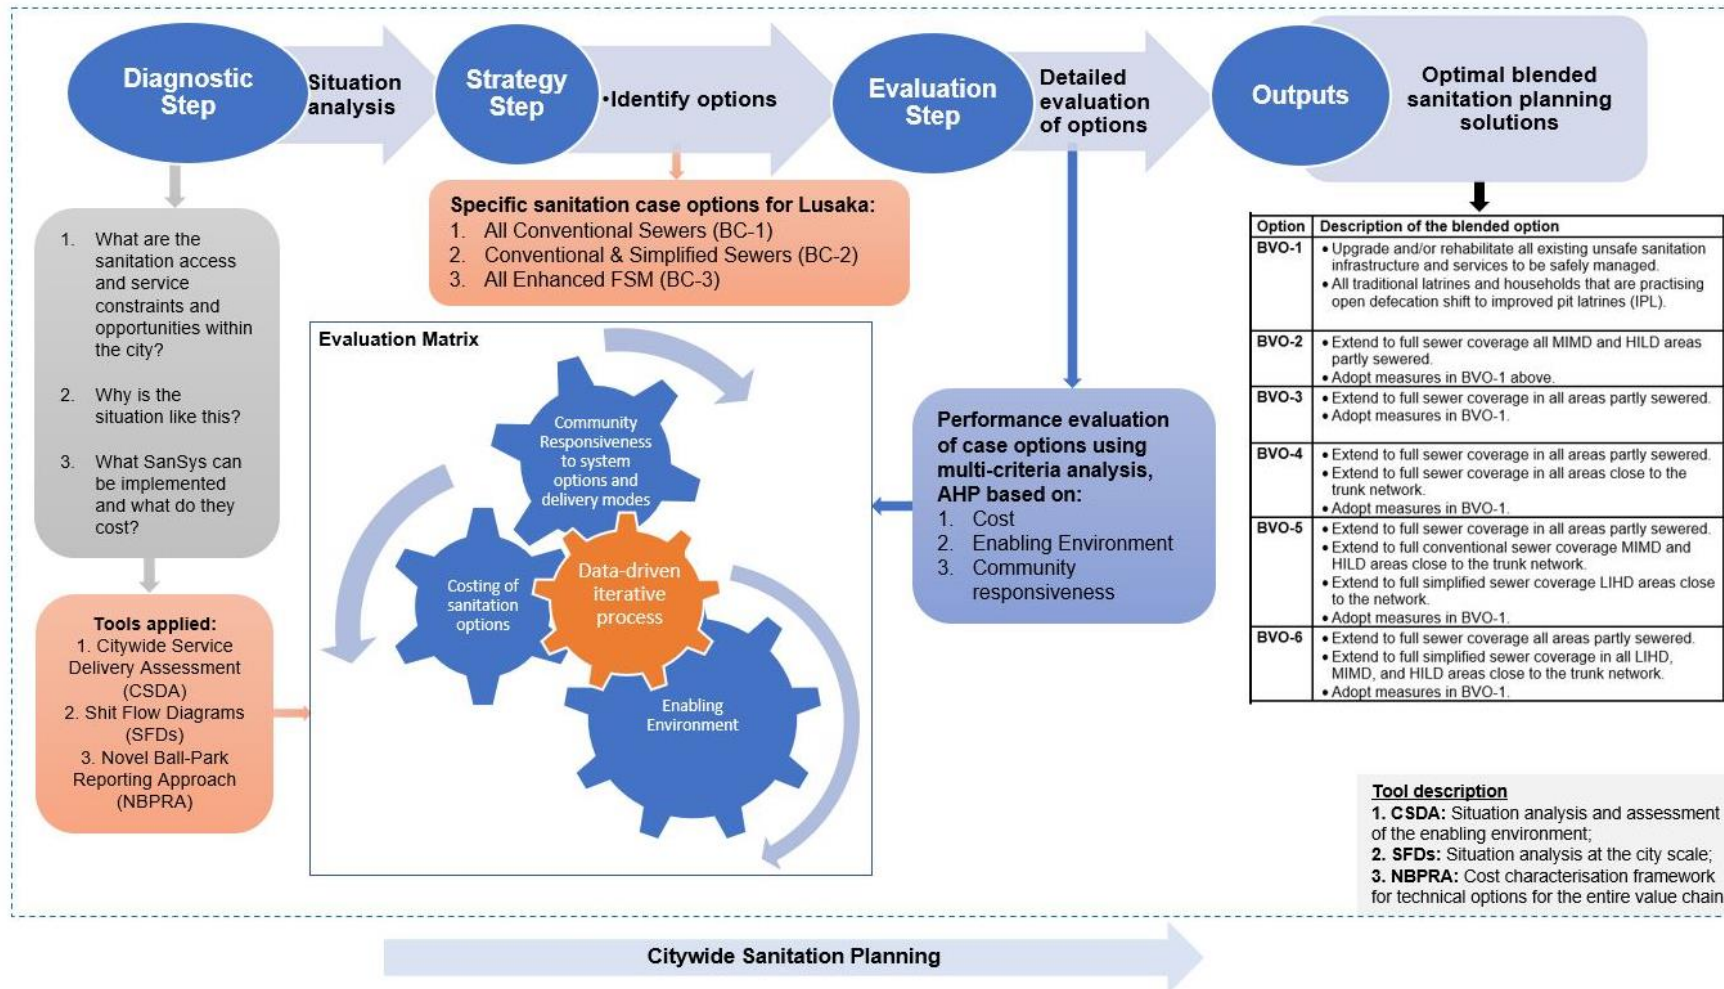 Diagnostic
Step
Situation
analysis
Strategy
Step
•Identify options
Evaluation
Step
Detailed
evaluation
of options
Outputs
Optimal blended
sanitation planning
solutions
1. What are the
sanitation access
and service
constraints and
opportunities within
the city?
2. Why is the
situation like this?
3. What SanSys can
be implemented
and what do they
cost?
Tools applied:
1. Citywide Service
Delivery Assessment
(CSDA)
2. Shit Flow Diagrams
(SFDs)
3. Novel Ball-Park
Reporting Approach
(NBPRA)
Specific sanitation case options for Lusaka:
1. All Conventional Sewers (BC-1)
2. Conventional & Simplified Sewers (BC-2)
3. All Enhanced FSM (BC-3)
Evaluation Matrix
Community
Responsiveness
to system
options and
delivery modes
Costing of
sanitation
options
Data-driven
iterative
process
Enabling
Environment
Performance evaluation
of case options using
multi-criteria analysis,
AHP based on:
1. Cost
2. Enabling Environment
3. Community
responsiveness
Option Description of the blended option
BVO-1 • Upgrade and/or rehabilitate all existing unsafe sanitation
infrastructure and services to be safely managed.
• All traditional latrines and households that are practising
open defecation shift to improved pit latrines (IPL).
BVO-2 • Extend to full sewer coverage all MIMD and HILD areas
partly sewered.
• Adopt measures in BVO-1 above.
BVO-3 • Extend to full sewer coverage in all areas partly sewered.
• Adopt measures in BVO-1.
BVO-4 • Extend to full sewer coverage in all areas partly sewered.
• Extend to full sewer coverage in all areas close to the
trunk network.
• Adopt measures in BVO-1.
BVO-5 • Extend to full sewer coverage in all areas partly sewered.
• Extend to full conventional sewer coverage MIMD and
HILD areas close to the trunk network.
• Extend to full simplified sewer coverage LIHD areas close
to the network.
• Adopt measures in BVO-1.
BVO-6 • Extend to full sewer coverage all areas partly sewered.
• Extend to full simplified sewer coverage in all LIHD,
MIMD, and HILD areas close to the trunk network.
• Adopt measures in BVO-1.
Tool description
1. CSDA: Situation analysis and assessment
of the enabling environment;
2. SFDs: Situation analysis at the city scale;
3. NBPRA: Cost characterisation framework
for technical options for the entire value chain
Citywide Sanitation Planning